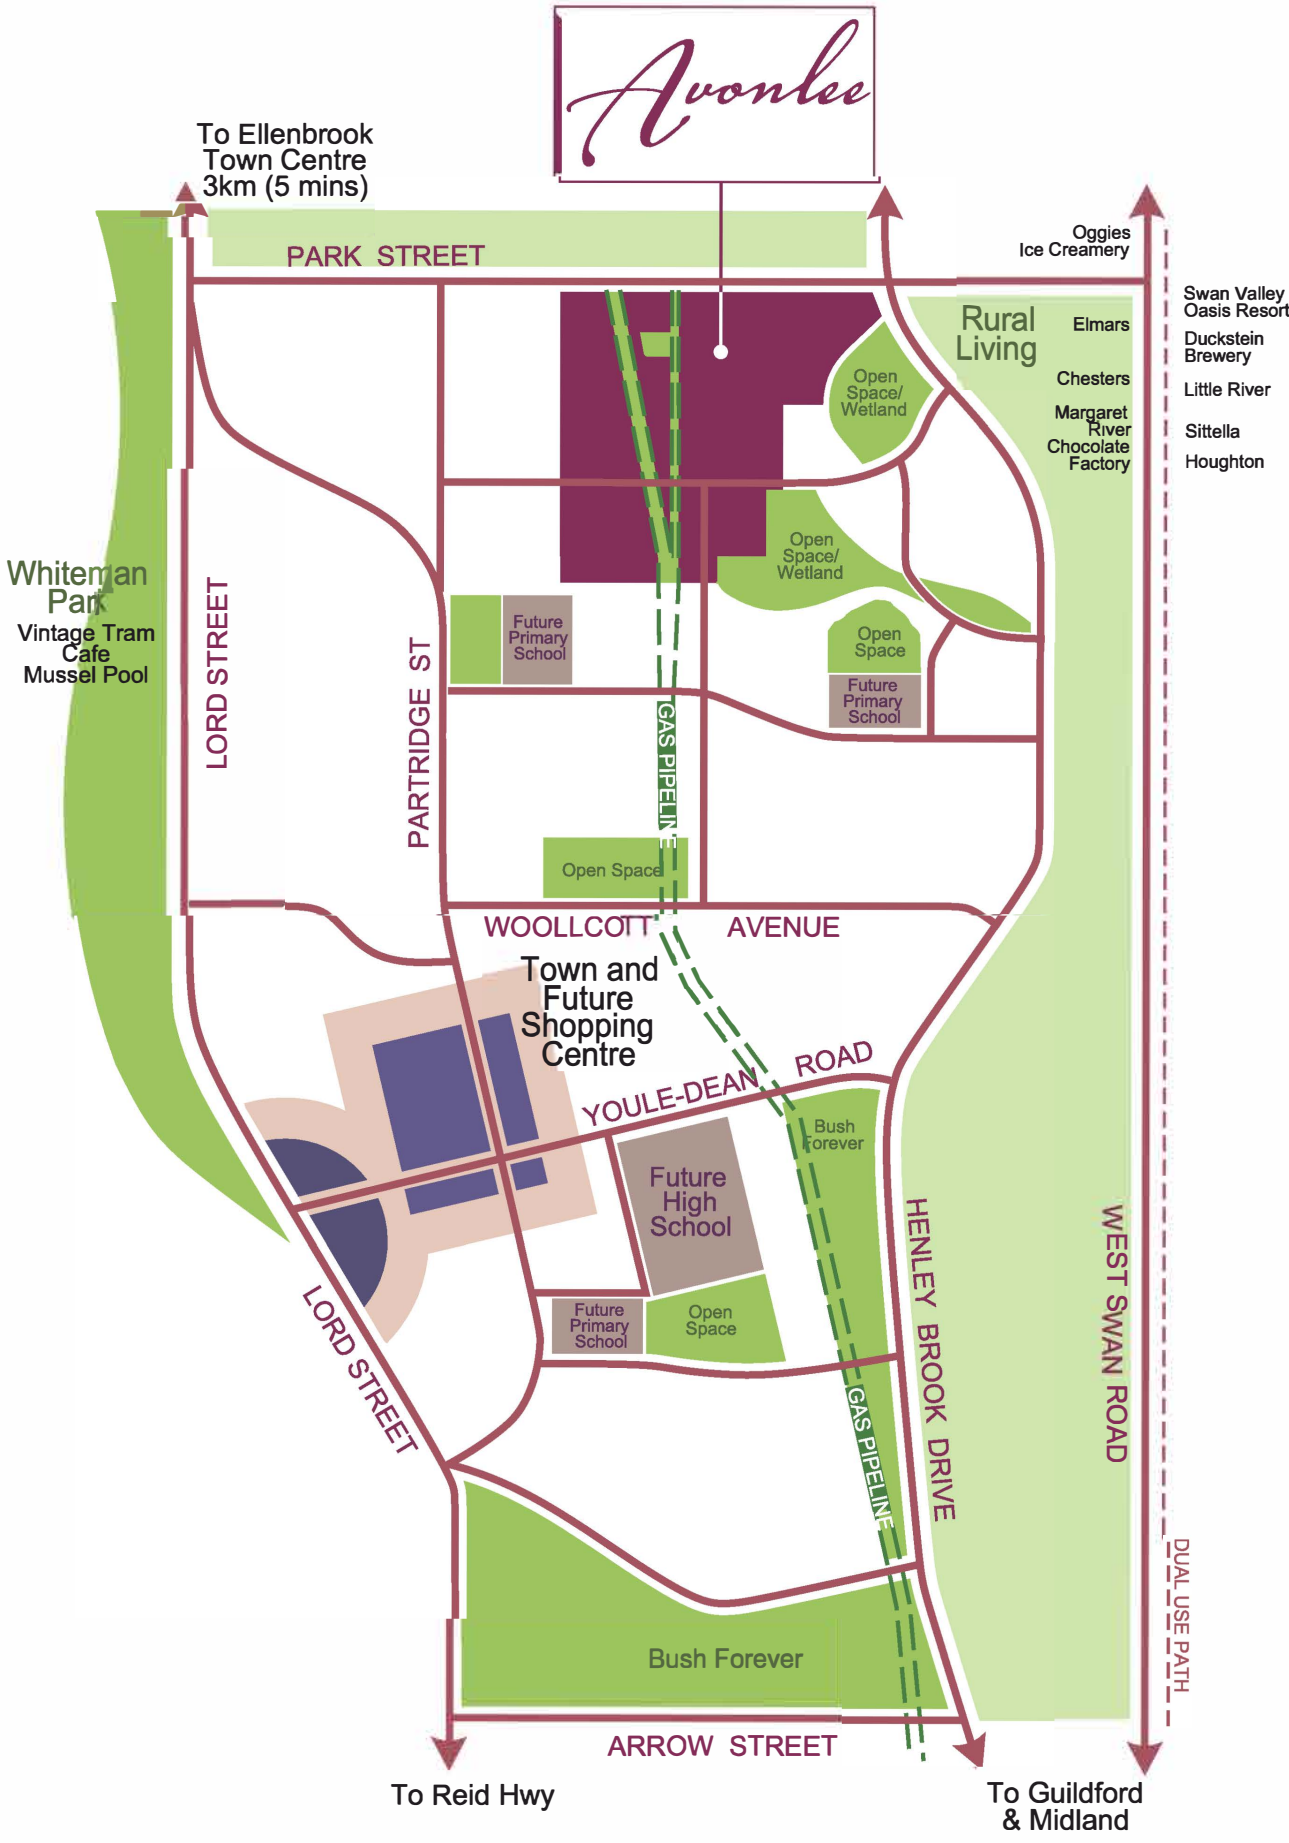 Avonlee
To Ellenbrook
Town Centre
3km (5 mins)
PARK STREET
Oggies
Ice Creamery
Rural
Living
Elmars
Chesters
Margaret
River
Chocolate
Factory
Swan Valley
Oasis Resort
Duckstein
Brewery
Little River
Sittella
Houghton
Open
Space/
Wetland
Open
Space/
Wetland
Whiteman
Park
Vintage Tram
Cafe
Mussel Pool
LORD STREET
PARTRIDGE ST
Future
Primary
School
Open
Space
Future
Primary
School
GAS PIPELINE
Open Space
WOOLLCOTT AVENUE
Town and
Future
Shopping
Centre
YOULE-DEAN ROAD
Bush
Forever
Future
High
School
Future
Primary
School
Open
Space
LORD STREET
HENLEY BROOK DRIVE
WEST SWAN ROAD
GAS PIPELINE
DUAL USE PATH
Bush Forever
ARROW STREET
To Reid Hwy
To Guildford
& Midland